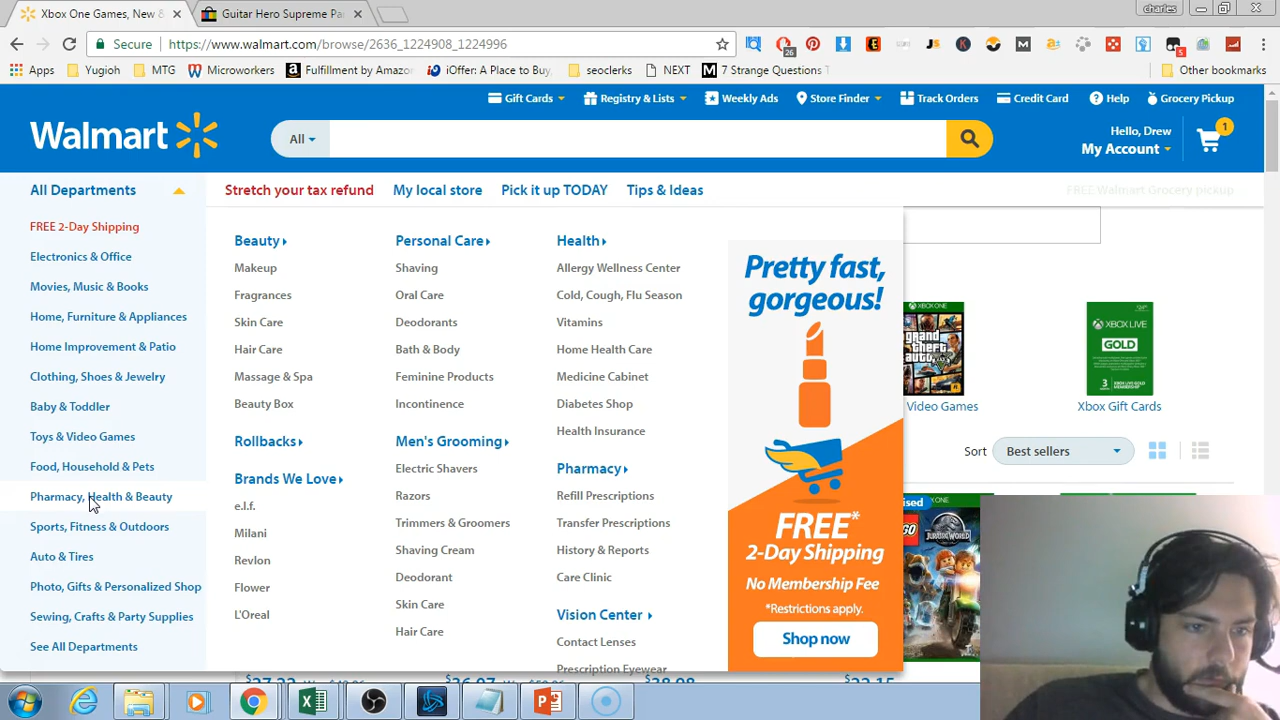 Xbox One Games, New &
Guitar Hero Supreme Pa
charles
Secure
https://www.walmart.com/browse/2636_1224908_1224996
26
5
Apps
Yugioh
MTG
Microworkers
Fulfillment by Amazon
iOffer: A Place to Buy,
seoclerks
NEXT
7 Strange Questions T
Other bookmarks
Gift Cards
Registry & Lists
Weekly Ads
Store Finder
Track Orders
Credit Card
Help
Grocery Pickup
Walmart
All
Hello, Drew
My Account
1
All Departments
Stretch your tax refund
My local store
Pick it up TODAY
Tips & Ideas
FREE Walmart Grocery pickup
FREE 2-Day Shipping
Electronics & Office
Movies, Music & Books
Home, Furniture & Appliances
Home Improvement & Patio
Clothing, Shoes & Jewelry
Baby & Toddler
Toys & Video Games
Food, Household & Pets
Pharmacy, Health & Beauty
Sports, Fitness & Outdoors
Auto & Tires
Photo, Gifts & Personalized Shop
Sewing, Crafts & Party Supplies
See All Departments
Beauty
Makeup
Fragrances
Skin Care
Hair Care
Massage & Spa
Beauty Box
Rollbacks
Brands We Love
e.l.f.
Milani
Revlon
Flower
L'Oreal
Personal Care
Shaving
Oral Care
Deodorants
Bath & Body
Feminine Products
Incontinence
Men's Grooming
Electric Shavers
Razors
Trimmers & Groomers
Shaving Cream
Deodorant
Skin Care
Hair Care
Health
Allergy Wellness Center
Cold, Cough, Flu Season
Vitamins
Home Health Care
Medicine Cabinet
Diabetes Shop
Health Insurance
Pharmacy
Refill Prescriptions
Transfer Prescriptions
History & Reports
Care Clinic
Vision Center
Contact Lenses
Prescription Eyewear
Pretty fast,
gorgeous!
FREE*
2-Day Shipping
No Membership Fee
*Restrictions apply.
Shop now
XBOX ONE
grand
theft
auto
Video Games
XBOX LIVE
GOLD
3
Xbox Gift Cards
Sort
Best sellers
ised
LEGO
JURASSIC WORLD